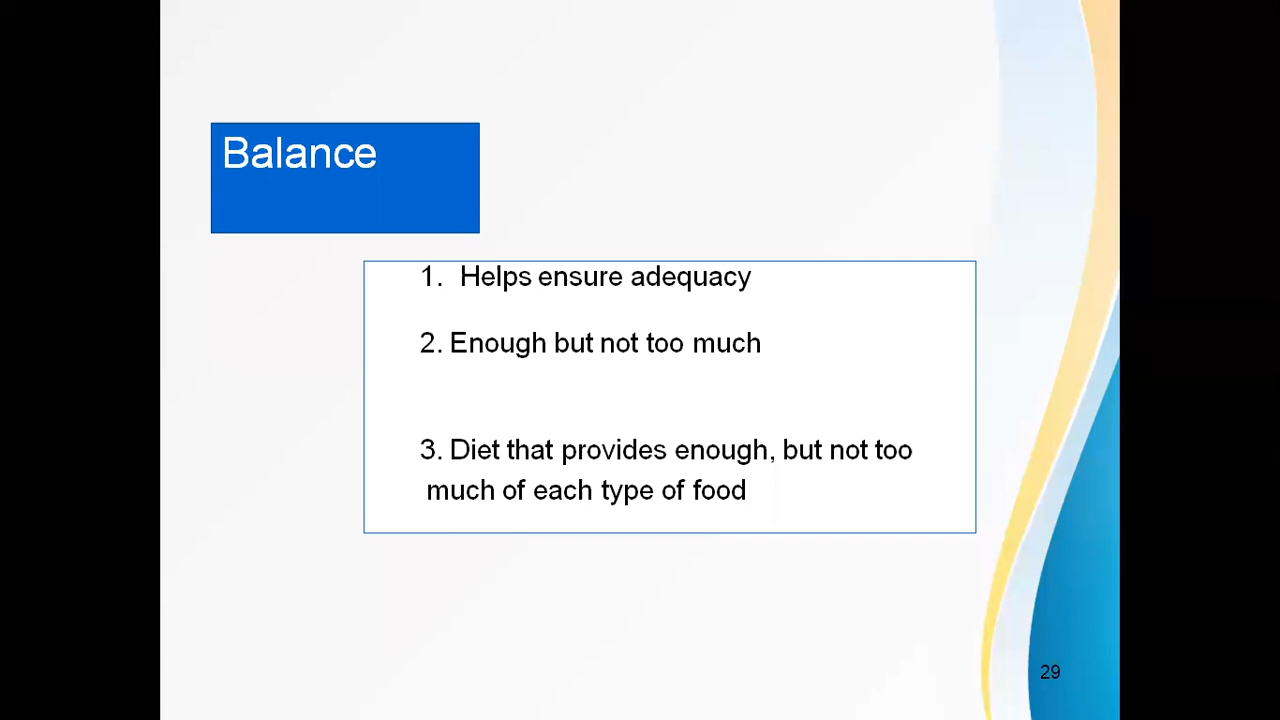 Balance
1. Helps ensure adequacy
2. Enough but not too much
3. Diet that provides enough, but not too
much of each type of food
29